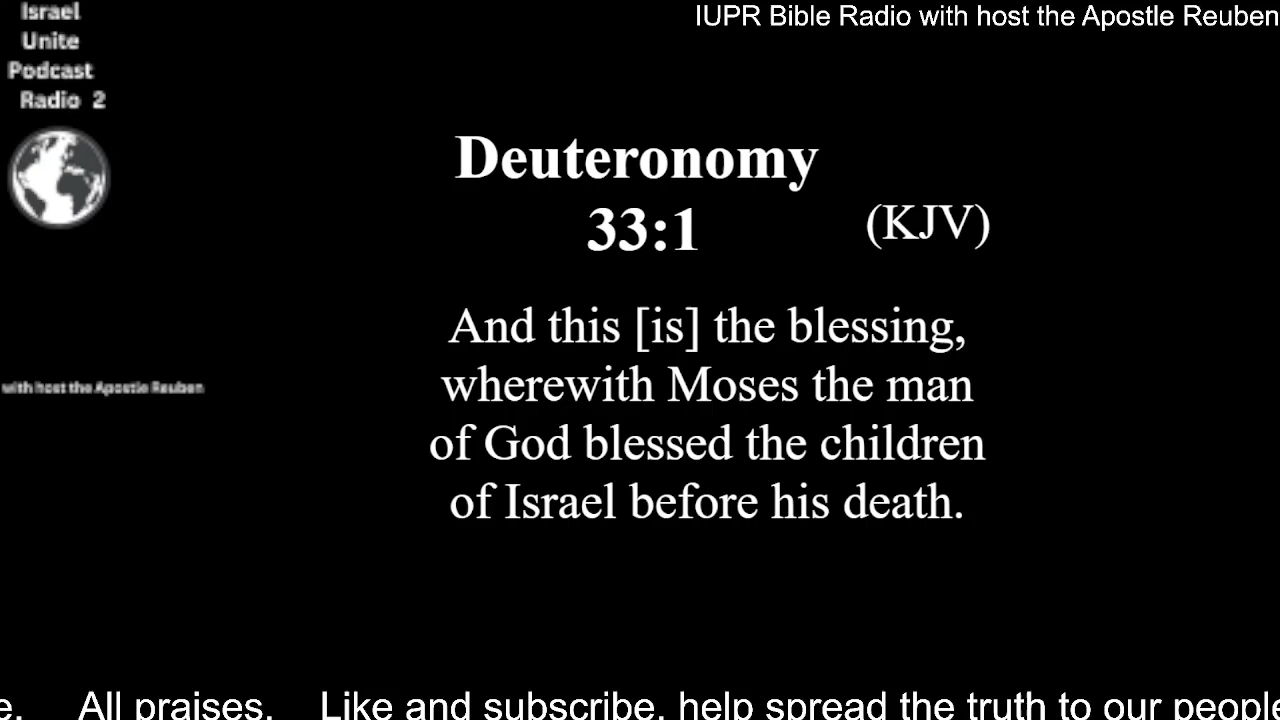 Israel
Unite
Podcast
Radio 2
IUPR Bible Radio with host the Apostle Reuben
Deuteronomy
33:1
(KJV)
And this [is] the blessing,
wherewith Moses the man
of God blessed the children
of Israel before his death.
with host the Apostle Reuben
e. All praises. Like and subscribe, help spread the truth to our people